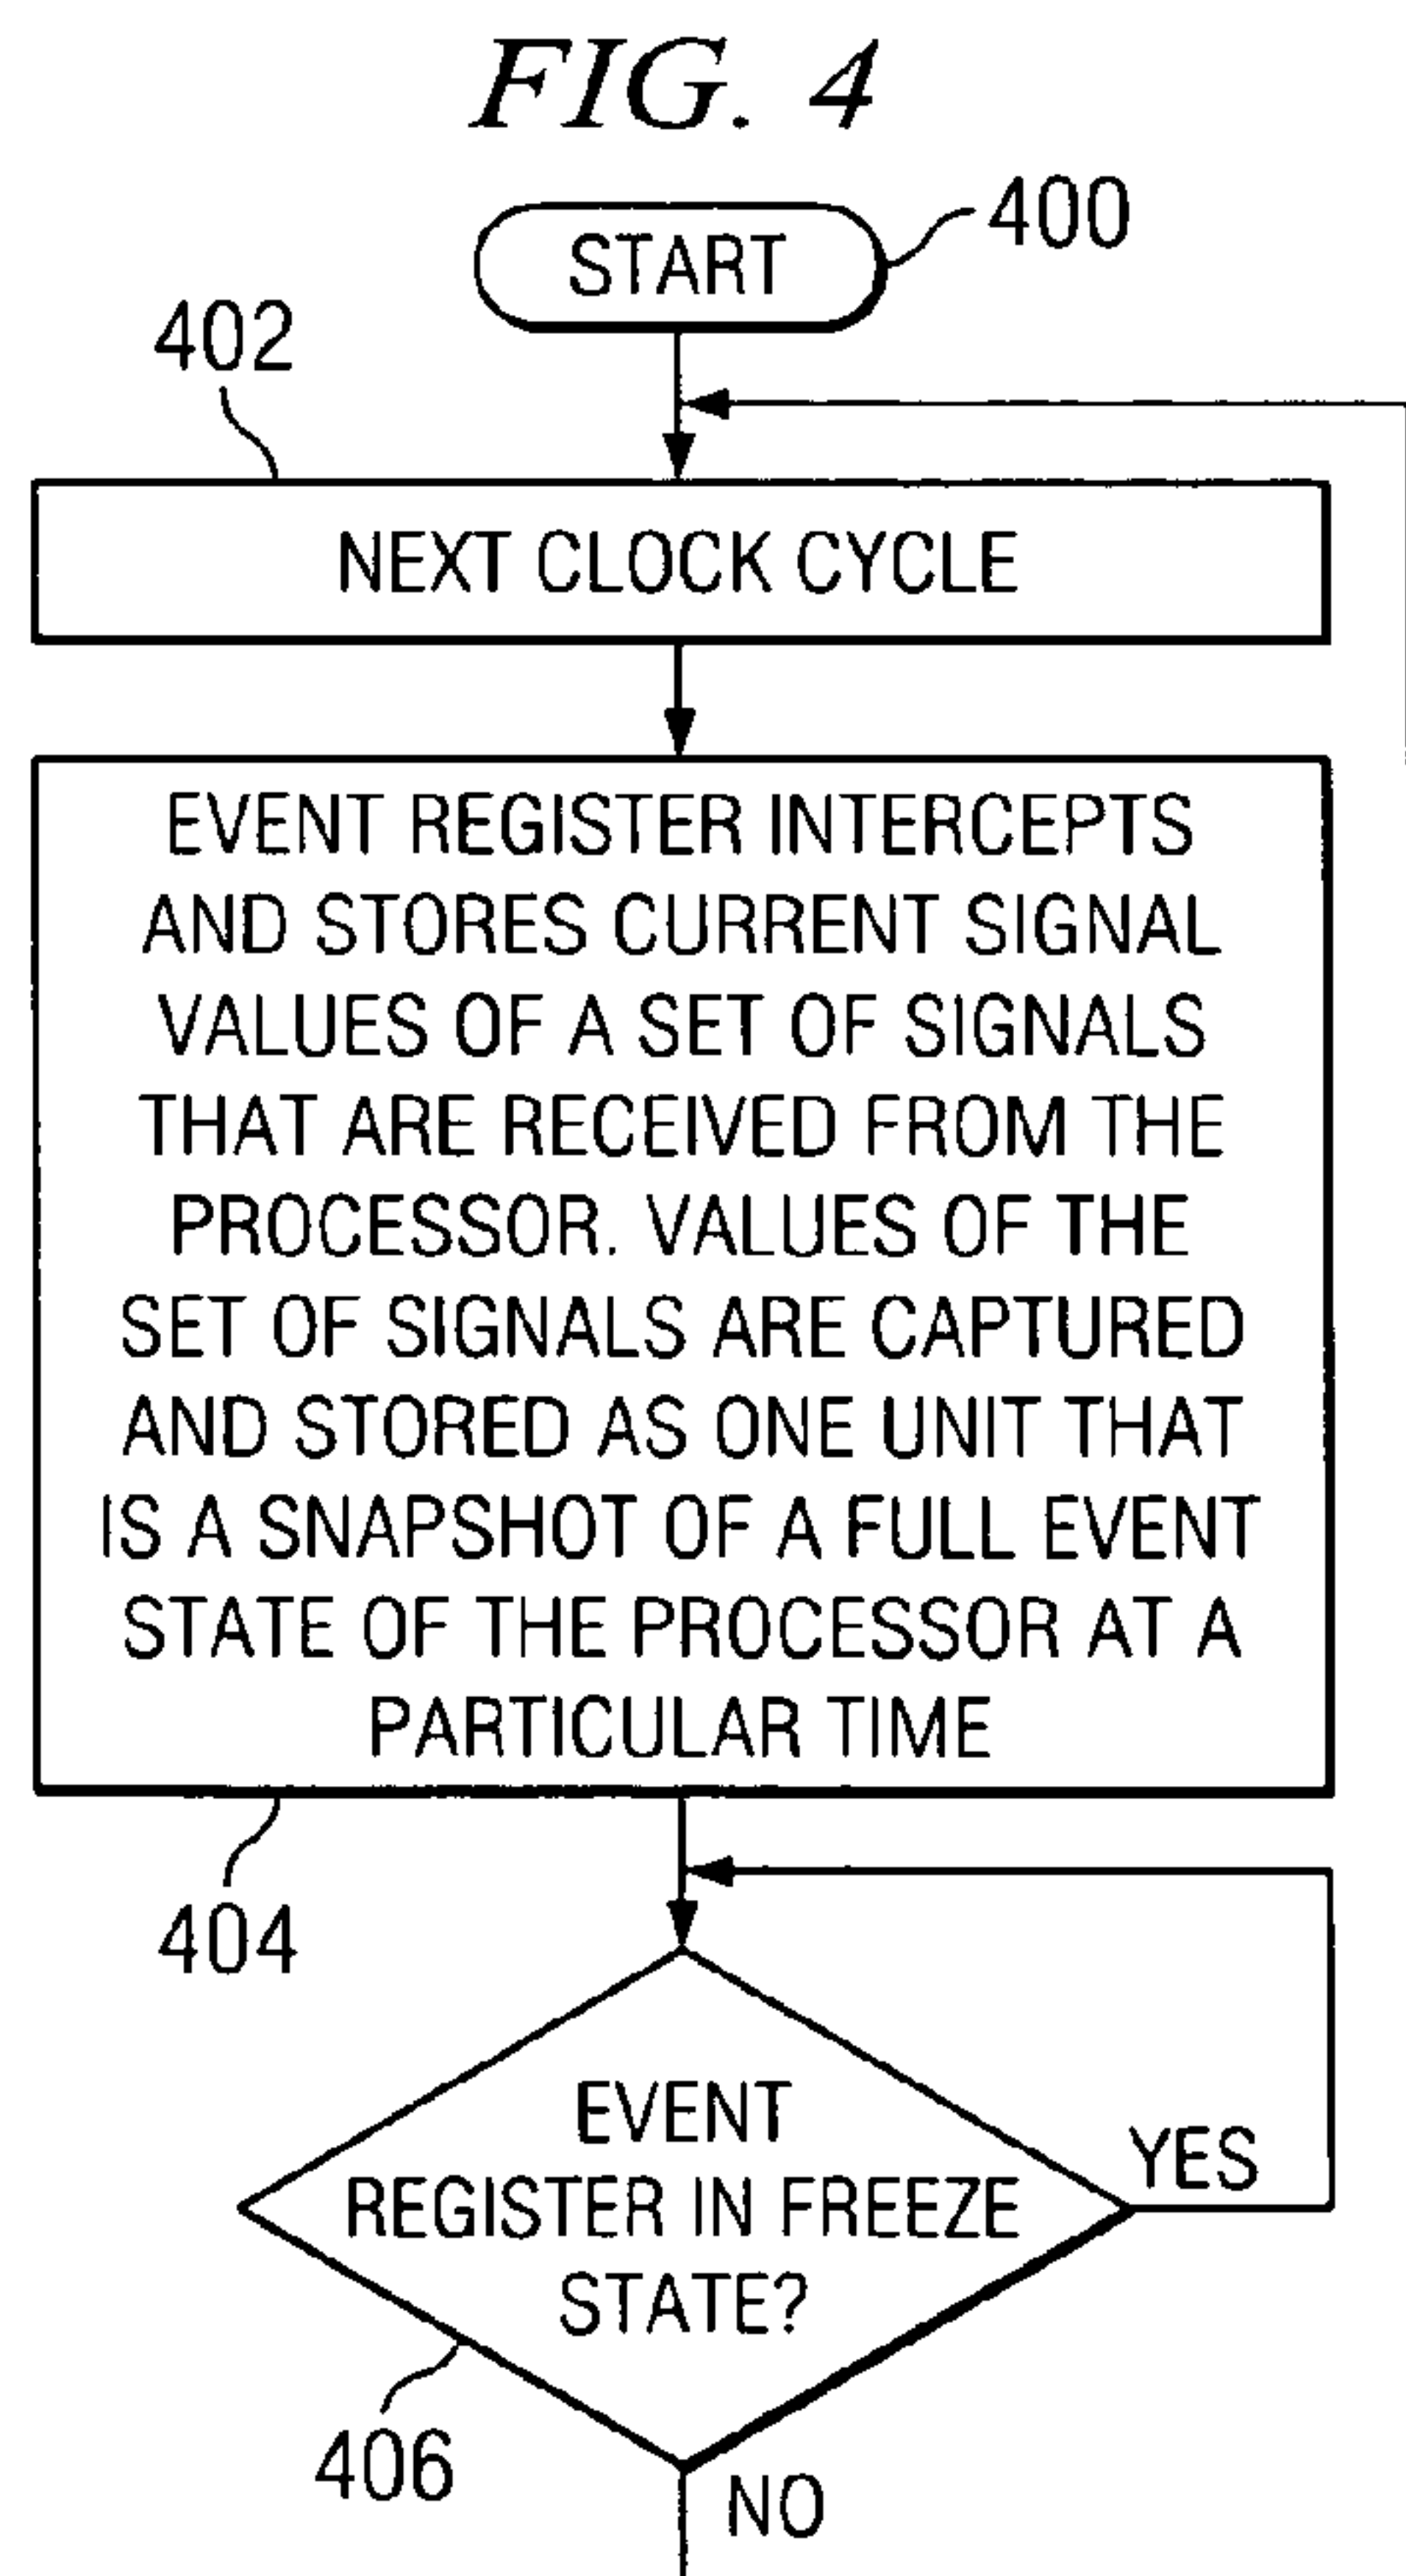 FIG. 4
START
400
402
NEXT CLOCK CYCLE
EVENT REGISTER INTERCEPTS
AND STORES CURRENT SIGNAL
VALUES OF A SET OF SIGNALS
THAT ARE RECEIVED FROM THE
PROCESSOR. VALUES OF THE
SET OF SIGNALS ARE CAPTURED
AND STORED AS ONE UNIT THAT
IS A SNAPSHOT OF A FULL EVENT
STATE OF THE PROCESSOR AT A
PARTICULAR TIME
404
EVENT
REGISTER IN FREEZE
STATE?
YES
406
NO